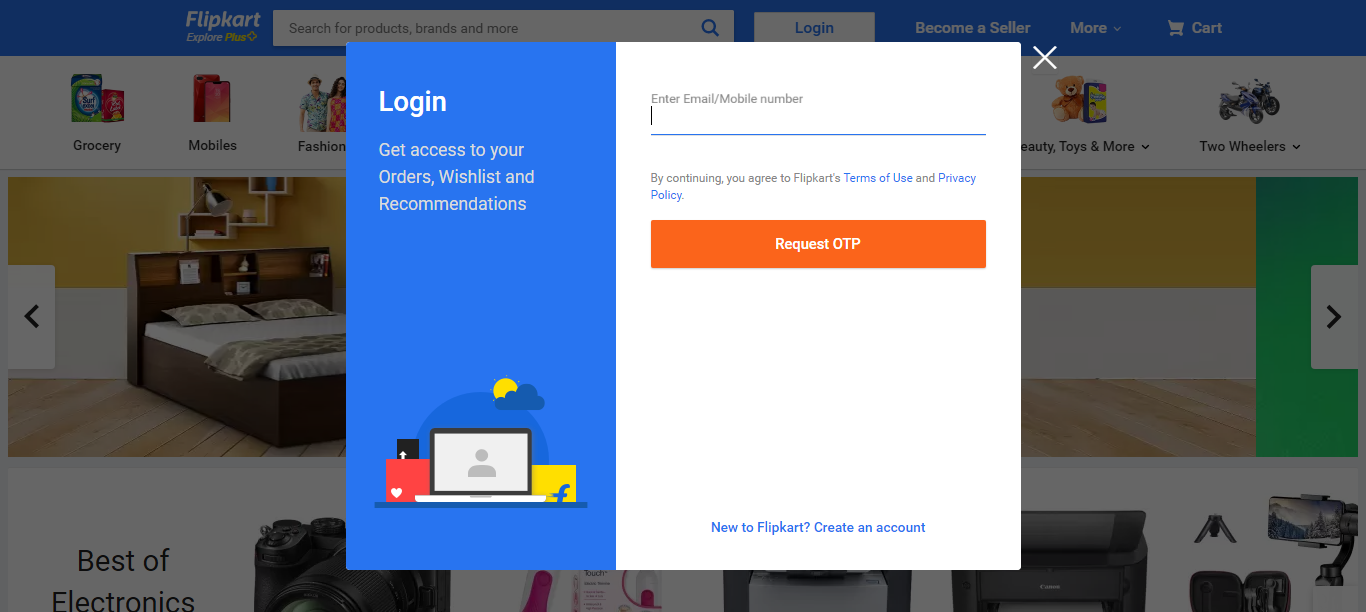 Flipkart
Explore Plus
Search for products, brands and more
Login
Become a Seller
More
Cart
Grocery
Mobiles
Fashion
eauty, Toys & More
Two Wheelers
Login
Get access to your
Orders, Wishlist and
Recommendations
Enter Email/Mobile number
By continuing, you agree to Flipkart's Terms of Use and Privacy
Policy.
Request OTP
New to Flipkart? Create an account
Best of
Electronics
Touch
Canon